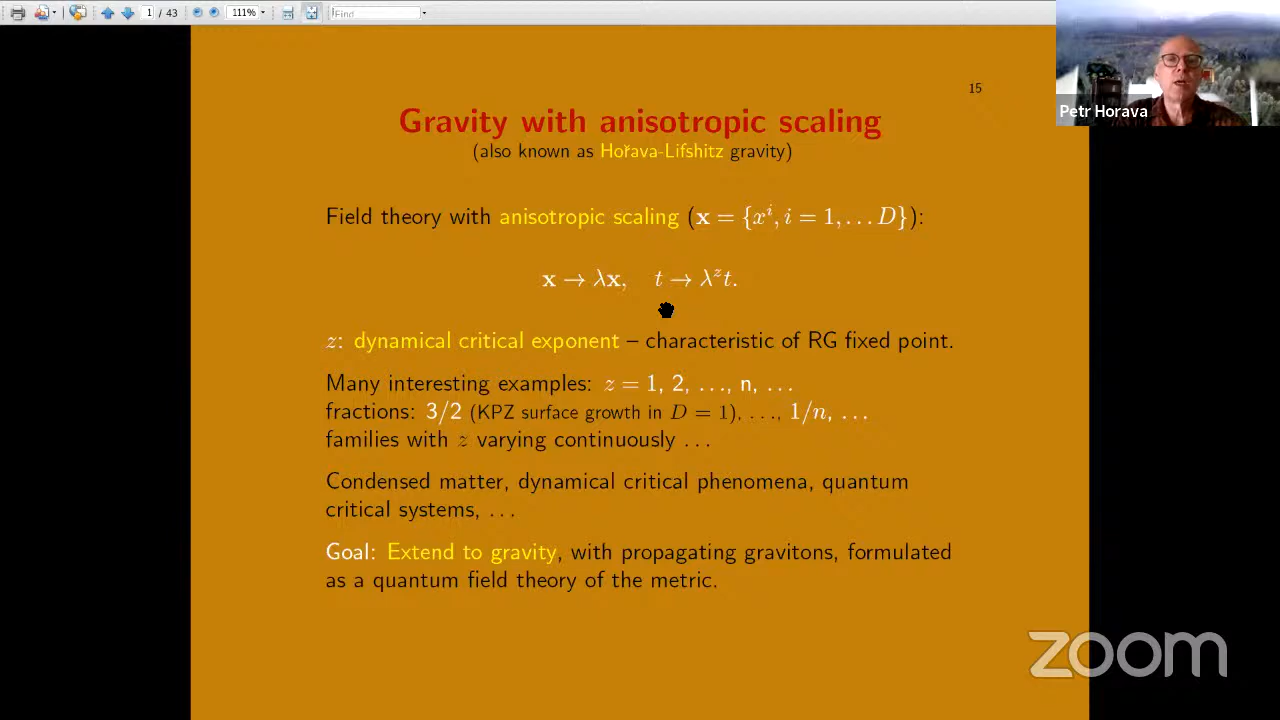 1 / 43
111%
Find
15
Petr Horava
Gravity with anisotropic scaling
(also known as Hořava-Lifshitz gravity)
Field theory with anisotropic scaling (𝐱 = {xⁱ, i = 1, . . . D}):
𝐱 → λ𝐱, t → λᶻt.
z: dynamical critical exponent – characteristic of RG fixed point.
Many interesting examples: z = 1, 2, . . ., n, . . .
fractions: 3/2 (KPZ surface growth in D = 1), . . ., 1/n, . . .
families with z varying continuously . . .
Condensed matter, dynamical critical phenomena, quantum
critical systems, . . .
Goal: Extend to gravity, with propagating gravitons, formulated
as a quantum field theory of the metric.
zoom